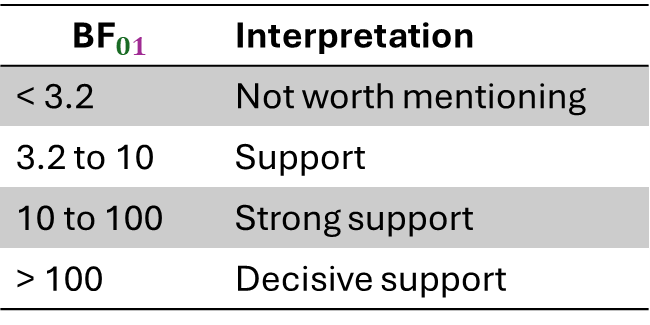 BF₀₁ Interpretation
< 3.2 Not worth mentioning
3.2 to 10 Support
10 to 100 Strong support
> 100 Decisive support